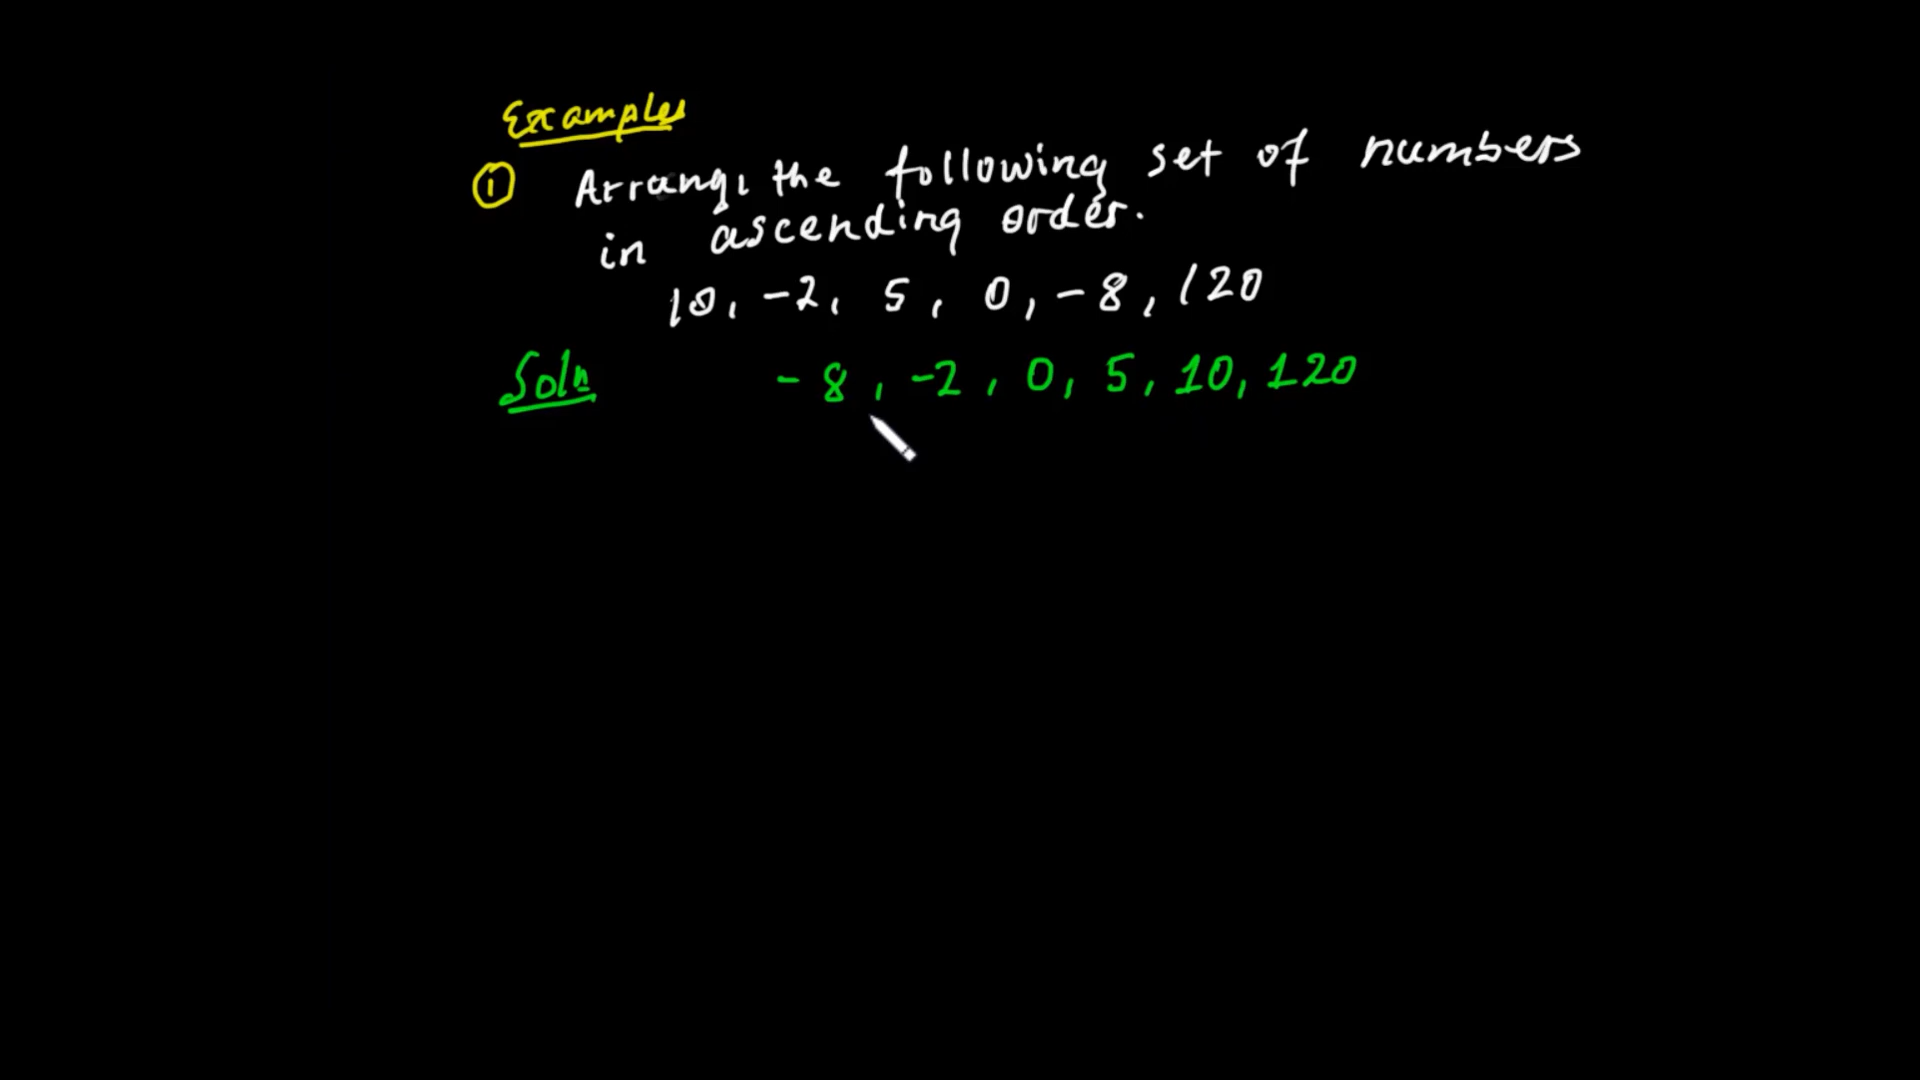 Examples
① Arrange the following set of numbers
in ascending order.
10, -2, 5, 0, -8, 120
Soln -8, -2, 0, 5, 10, 120